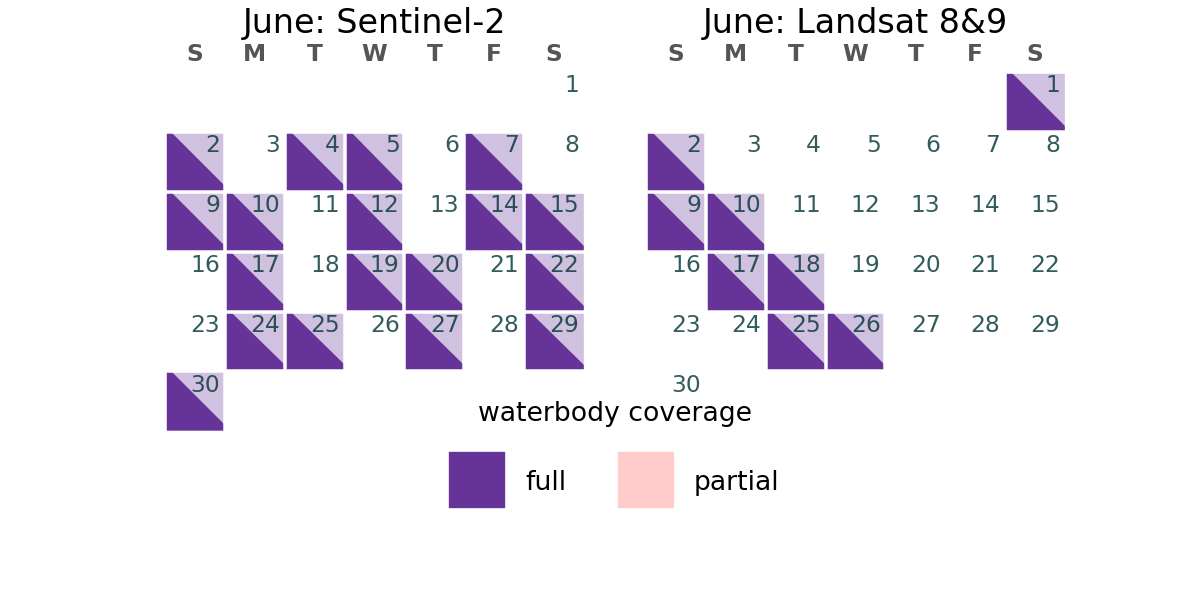 June: Sentinel-2
S M T W T F S
1
2 3 4 5 6 7 8
9 10 11 12 13 14 15
16 17 18 19 20 21 22
23 24 25 26 27 28 29
30
June: Landsat 8&9
S M T W T F S
1
2 3 4 5 6 7 8
9 10 11 12 13 14 15
16 17 18 19 20 21 22
23 24 25 26 27 28 29
30
waterbody coverage
full partial